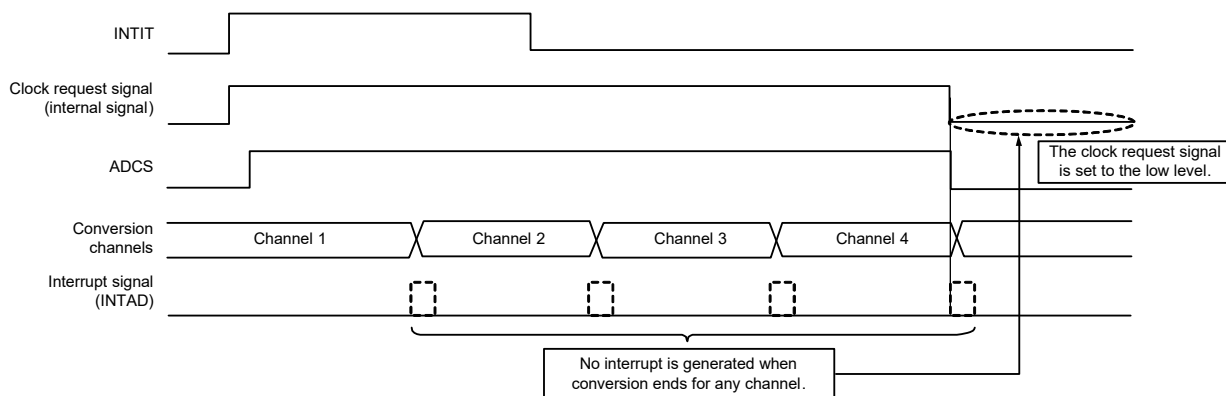 INTIT
Clock request signal
(internal signal)
The clock request signal
is set to the low level.
ADCS
Conversion
channels
Channel 1
Channel 2
Channel 3
Channel 4
Interrupt signal
(INTAD)
No interrupt is generated when
conversion ends for any channel.